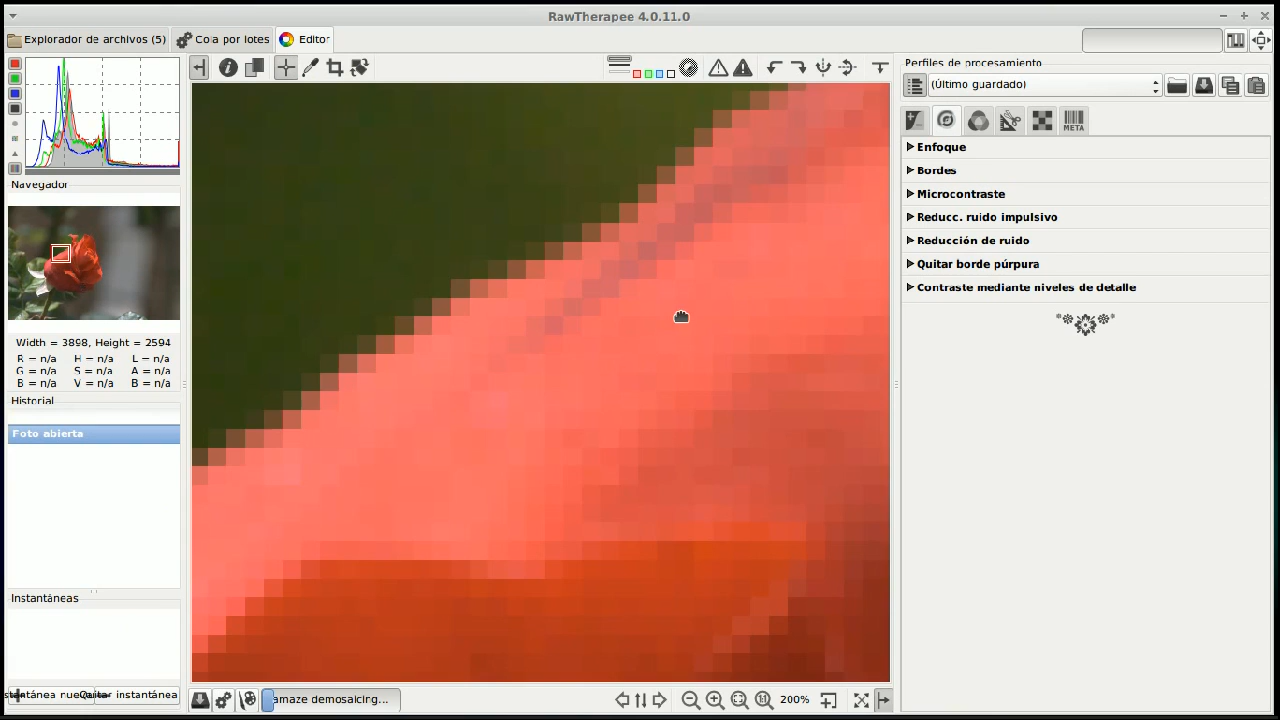 RawTherapee 4.0.11.0
Explorador de archivos (5)
Cola por lotes
Editor
Perfiles de procesamiento
(Último guardado)
META
Enfoque
Bordes
Microcontraste
Reducc. ruido impulsivo
Reducción de ruido
Quitar borde púrpura
Contraste mediante niveles de detalle
Navegador
Width = 3898, Height = 2594
R = n/a H = n/a L = n/a
G = n/a S = n/a A = n/a
B = n/a V = n/a B = n/a
Historial
Foto abierta
Instantáneas
instantánea
amaze demosaicing...
200%